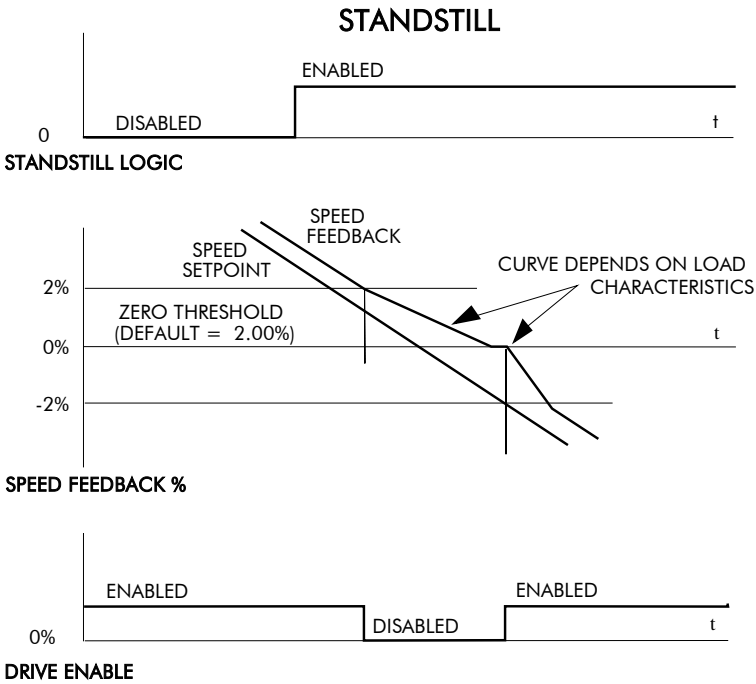 STANDSTILL
ENABLED
DISABLED
0
t
STANDSTILL LOGIC
SPEED
FEEDBACK
SPEED
SETPOINT
CURVE DEPENDS ON LOAD
CHARACTERISTICS
2%
ZERO THRESHOLD
(DEFAULT = 2.00%)
0%
t
-2%
SPEED FEEDBACK %
ENABLED
ENABLED
DISABLED
0%
t
DRIVE ENABLE